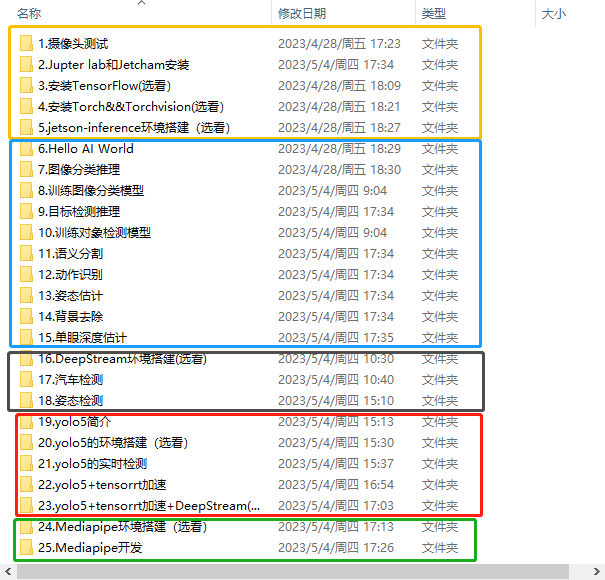 名称 修改日期 类型 大小
1.摄像头测试 2023/4/28/周五 17:23 文件夹
2.Jupter lab和Jetcham安装 2023/5/4/周四 17:34 文件夹
3.安装TensorFlow(选看) 2023/4/28/周五 18:09 文件夹
4.安装Torch&&Torchvision(选看) 2023/4/28/周五 18:21 文件夹
5.jetson-inference环境搭建（选看） 2023/4/28/周五 18:27 文件夹
6.Hello AI World 2023/4/28/周五 18:29 文件夹
7.图像分类推理 2023/4/28/周五 18:30 文件夹
8.训练图像分类模型 2023/5/4/周四 9:04 文件夹
9.目标检测推理 2023/5/4/周四 17:34 文件夹
10.训练对象检测模型 2023/5/4/周四 9:04 文件夹
11.语义分割 2023/5/4/周四 17:34 文件夹
12.动作识别 2023/5/4/周四 17:34 文件夹
13.姿态估计 2023/5/4/周四 17:34 文件夹
14.背景去除 2023/5/4/周四 17:34 文件夹
15.单眼深度估计 2023/5/4/周四 17:35 文件夹
16.DeepStream环境搭建(选看) 2023/5/4/周四 10:30 文件夹
17.汽车检测 2023/5/4/周四 10:40 文件夹
18.姿态检测 2023/5/4/周四 15:10 文件夹
19.yolo5简介 2023/5/4/周四 15:13 文件夹
20.yolo5的环境搭建（选看） 2023/5/4/周四 15:30 文件夹
21.yolo5的实时检测 2023/5/4/周四 15:37 文件夹
22.yolo5+tensorrt加速 2023/5/4/周四 16:54 文件夹
23.yolo5+tensorrt加速+DeepStream(... 2023/5/4/周四 17:03 文件夹
24.Mediapipe环境搭建（选看） 2023/5/4/周四 17:13 文件夹
25.Mediapipe开发 2023/5/4/周四 17:26 文件夹